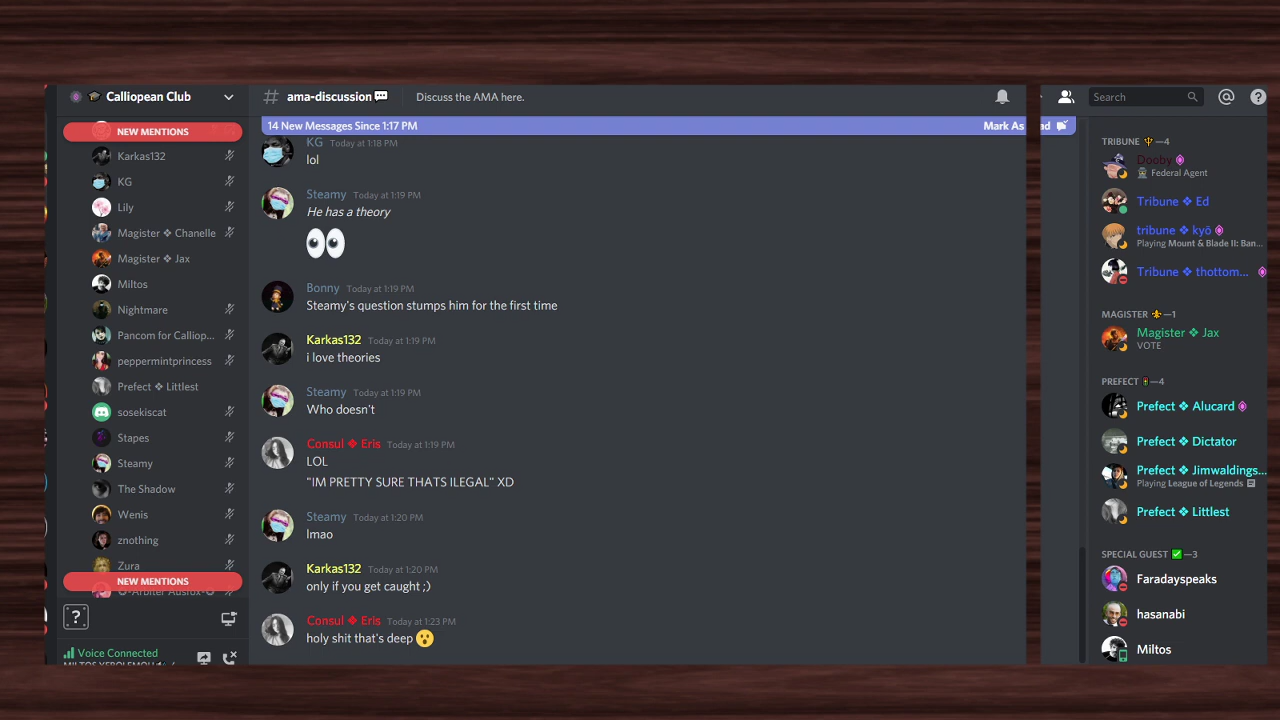 Calliopean Club
NEW MENTIONS
Karkas132
KG
Lily
Magister ❖ Chanelle
Magister ❖ Jax
Miltos
Nightmare
Pancom for Calliop...
peppermintprincess
Prefect ❖ Littlest
sosekiscat
Stapes
Steamy
The Shadow
Wenis
znothing
Zura
NEW MENTIONS
?
Voice Connected
# ama-discussion Discuss the AMA here.
14 New Messages Since 1:17 PM Mark As
KG Today at 1:18 PM
lol
Steamy Today at 1:19 PM
He has a theory
Bonny Today at 1:19 PM
Steamy's question stumps him for the first time
Karkas132 Today at 1:19 PM
i love theories
Steamy Today at 1:19 PM
Who doesn't
Consul ❖ Eris Today at 1:19 PM
LOL
"IM PRETTY SURE THATS ILEGAL" XD
Steamy Today at 1:20 PM
lmao
Karkas132 Today at 1:20 PM
only if you get caught ;)
Consul ❖ Eris Today at 1:23 PM
holy shit that's deep 😮
Search @ ?
ad
TRIBUNE 🔱—4
Dooby
Federal Agent
Tribune ❖ Ed
tribune ❖ kyō
Playing Mount & Blade II: Ban...
Tribune ❖ thottom...
MAGISTER ⚜—1
Magister ❖ Jax
VOTE
PREFECT —4
Prefect ❖ Alucard
Prefect ❖ Dictator
Prefect ❖ Jimwaldings...
Playing League of Legends
Prefect ❖ Littlest
SPECIAL GUEST ✅—3
Faradayspeaks
hasanabi
Miltos